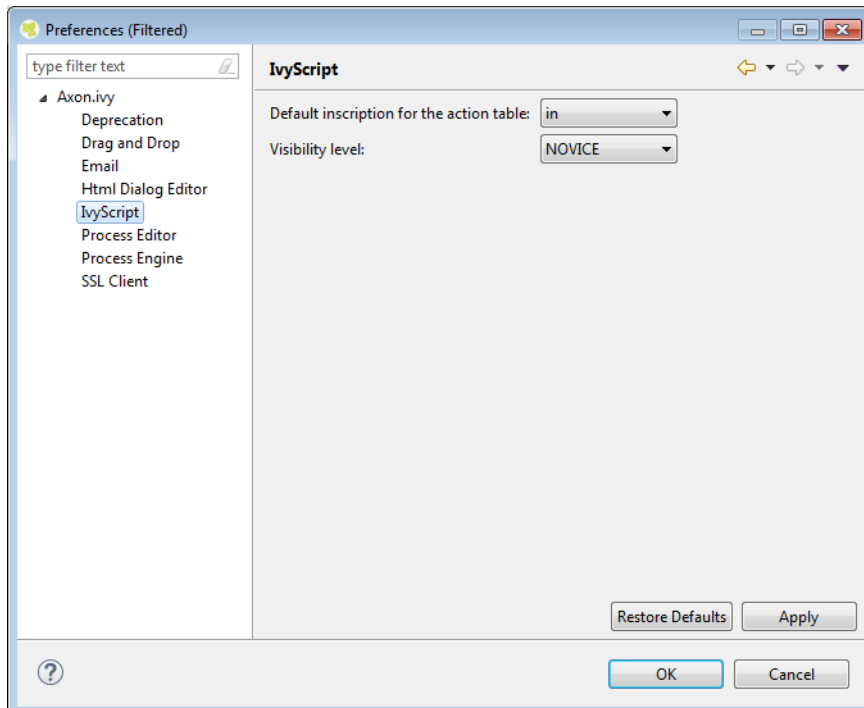 Preferences (Filtered)
type filter text
Axon.ivy
Deprecation
Drag and Drop
Email
Html Dialog Editor
IvyScript
Process Editor
Process Engine
SSL Client
IvyScript
Default inscription for the action table: in
Visibility level: NOVICE
Restore Defaults Apply
? OK Cancel